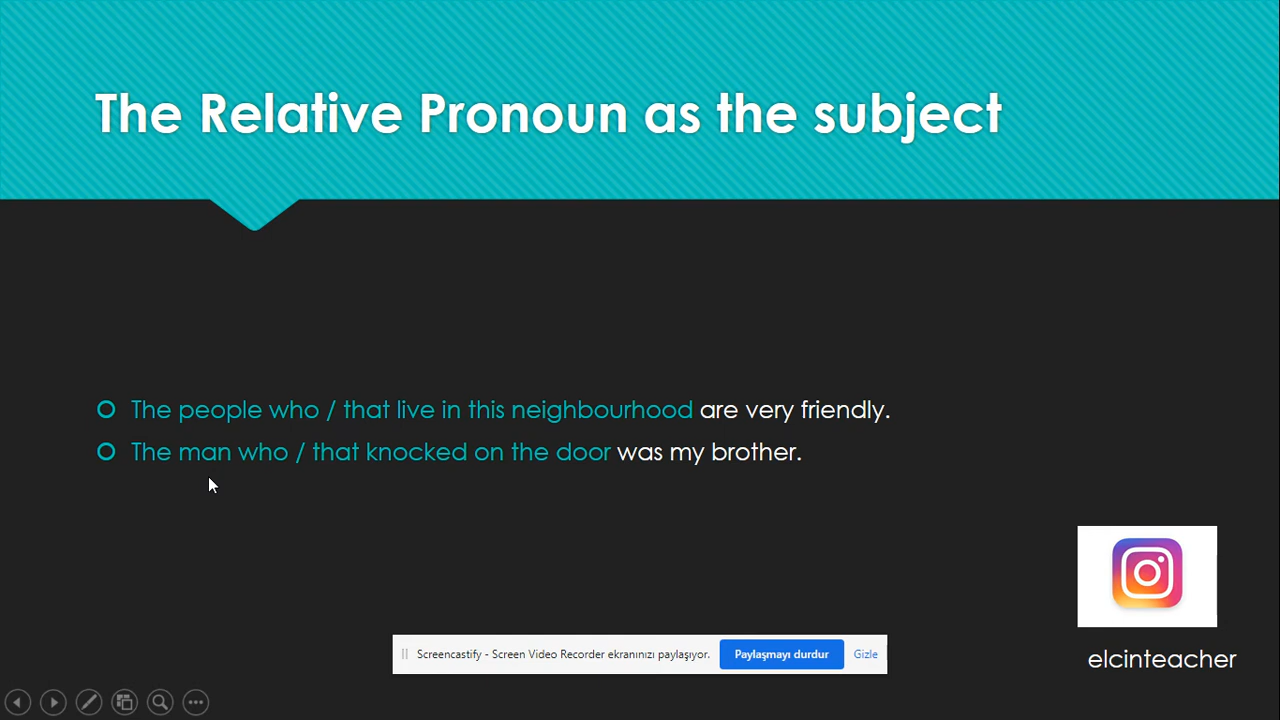 The Relative Pronoun as the subject
The people who / that live in this neighbourhood are very friendly.
The man who / that knocked on the door was my brother.
Screencastify - Screen Video Recorder ekranınızı paylaşıyor.
Paylaşmayı durdur
Gizle
elcinteacher